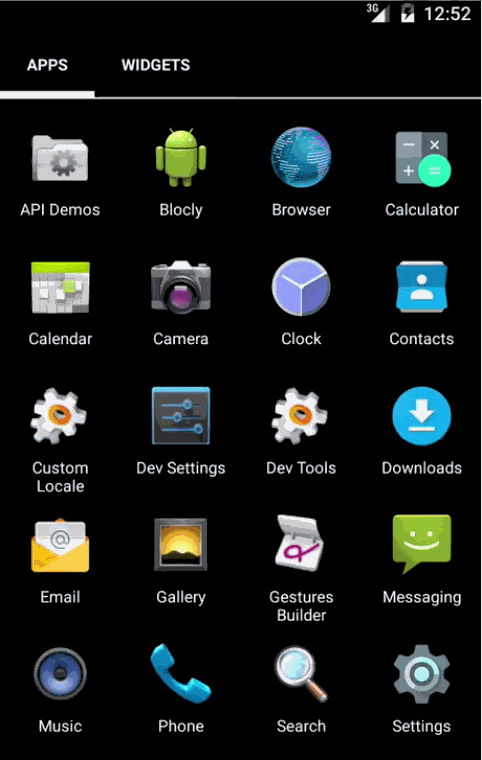 3G 12:52
APPS WIDGETS
API Demos Blocly Browser Calculator
Calendar Camera Clock Contacts
Custom Dev Settings Dev Tools Downloads
Locale
Email Gallery Gestures Messaging
Builder
Music Phone Search Settings